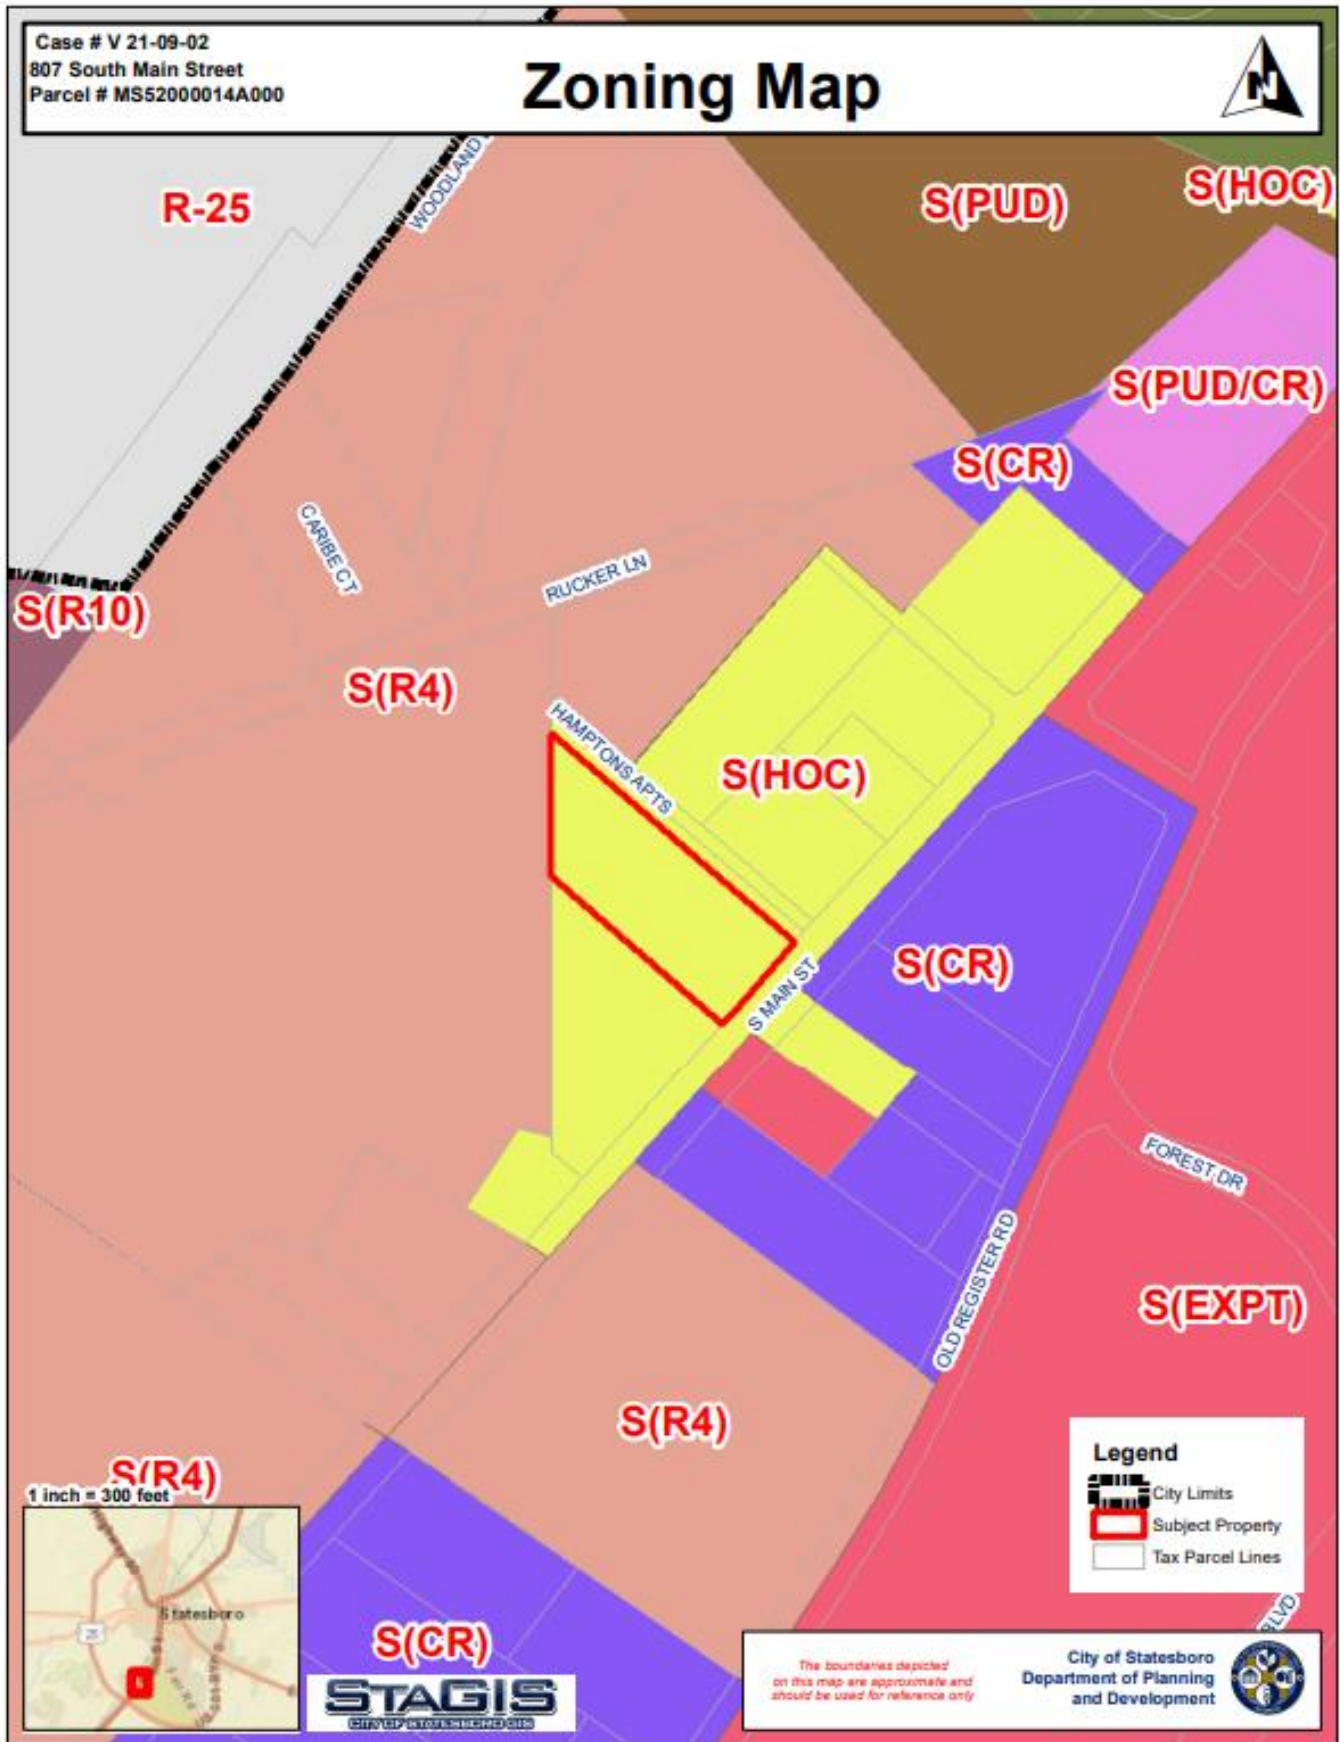 Case # V 21-09-02
807 South Main Street
Parcel # MS52000014A000
Zoning Map
N
WOODLAND
R-25
S(PUD)
S(HOC)
S(PUD/CR)
S(CR)
CARIBE CT
RUCKER LN
S(R10)
S(R4)
HAMPTONS APTS
S(HOC)
S(CR)
S MAIN ST
FOREST DR
OLD REGISTER RD
S(EXPT)
S(R4)
S(R4)
1 inch = 300 feet
Statesboro
S(CR)
Legend
City Limits
Subject Property
Tax Parcel Lines
BLVD
STAGIS
CITY OF STATESBORO GIS
The boundaries depicted
on this map are approximate and
should be used for reference only
City of Statesboro
Department of Planning
and Development